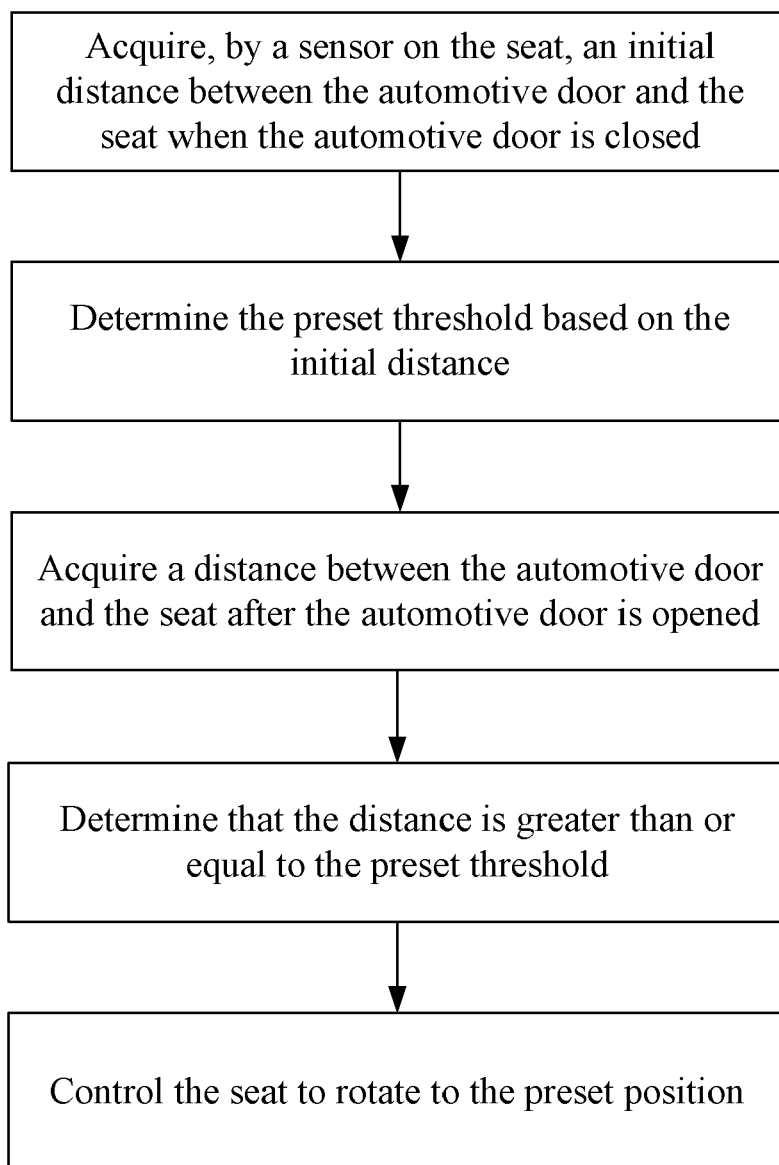 Acquire, by a sensor on the seat, an initial
distance between the automotive door and the
seat when the automotive door is closed
Determine the preset threshold based on the
initial distance
Acquire a distance between the automotive door
and the seat after the automotive door is opened
Determine that the distance is greater than or
equal to the preset threshold
Control the seat to rotate to the preset position